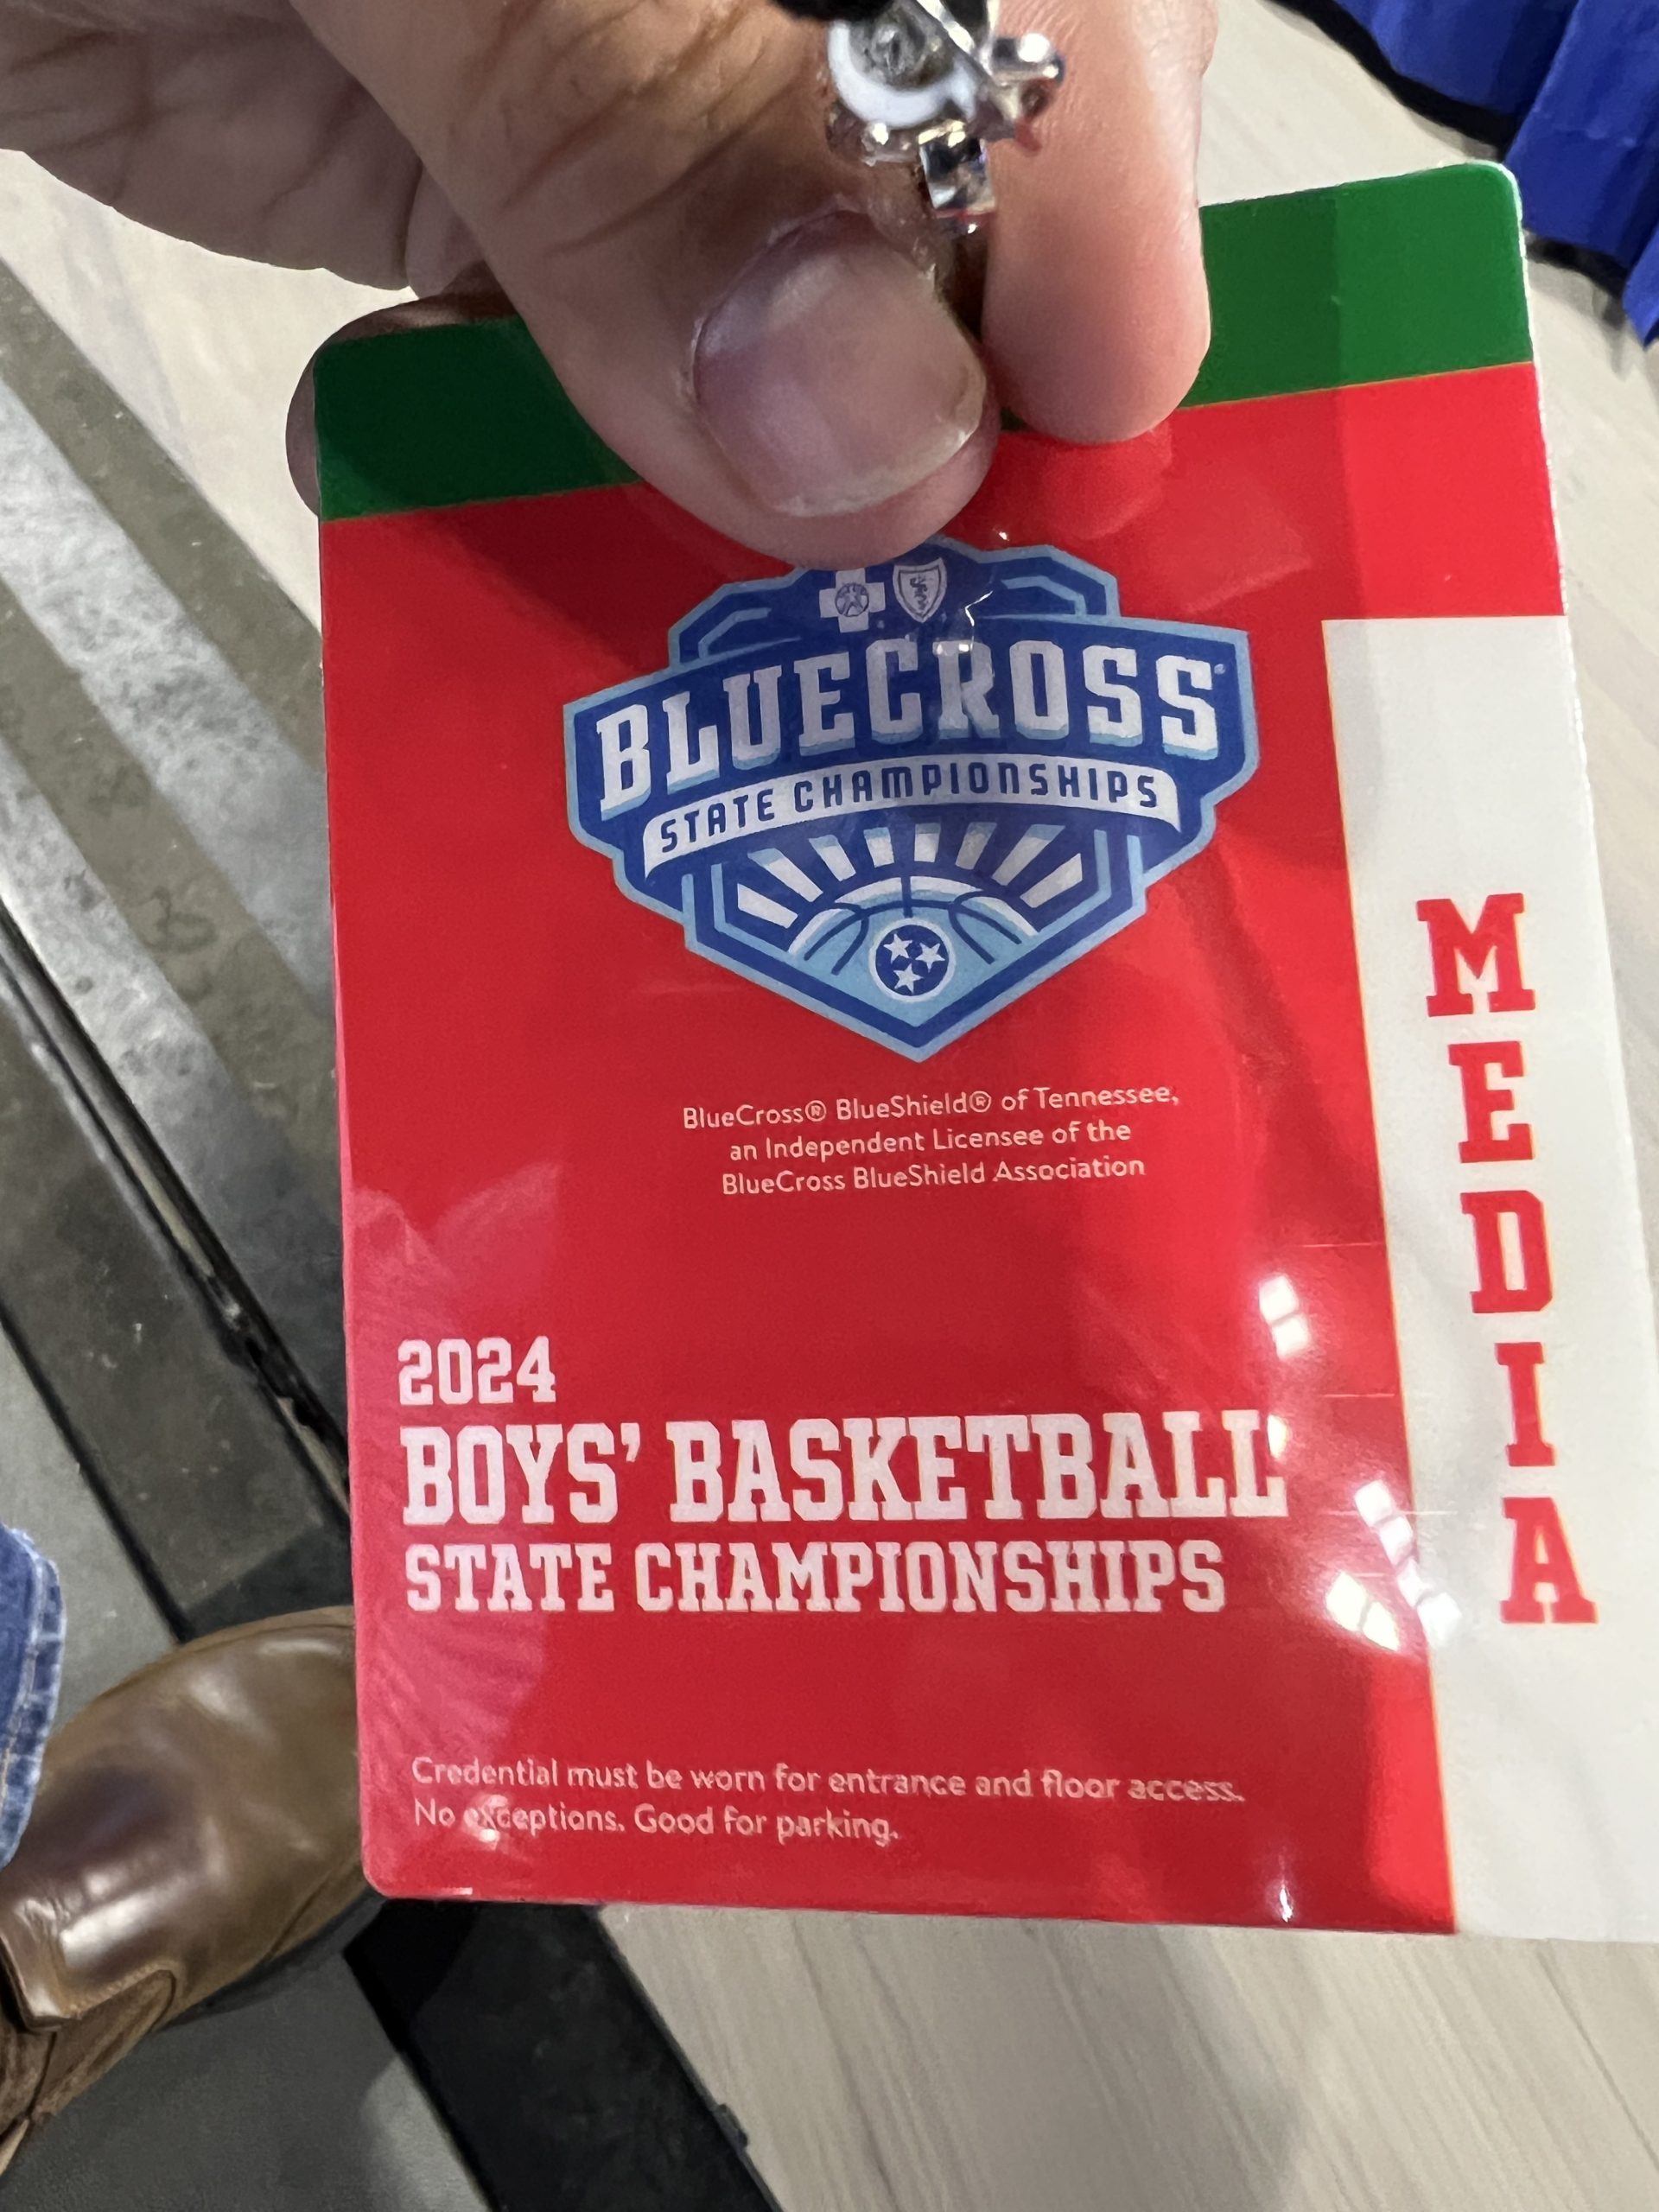 BLUECROSS®
STATE CHAMPIONSHIPS
BlueCross® BlueShield® of Tennessee,
an Independent Licensee of the
BlueCross BlueShield Association
2024
BOYS' BASKETBALL
STATE CHAMPIONSHIPS
Credential must be worn for entrance and floor access.
No exceptions. Good for parking.
MEDIA